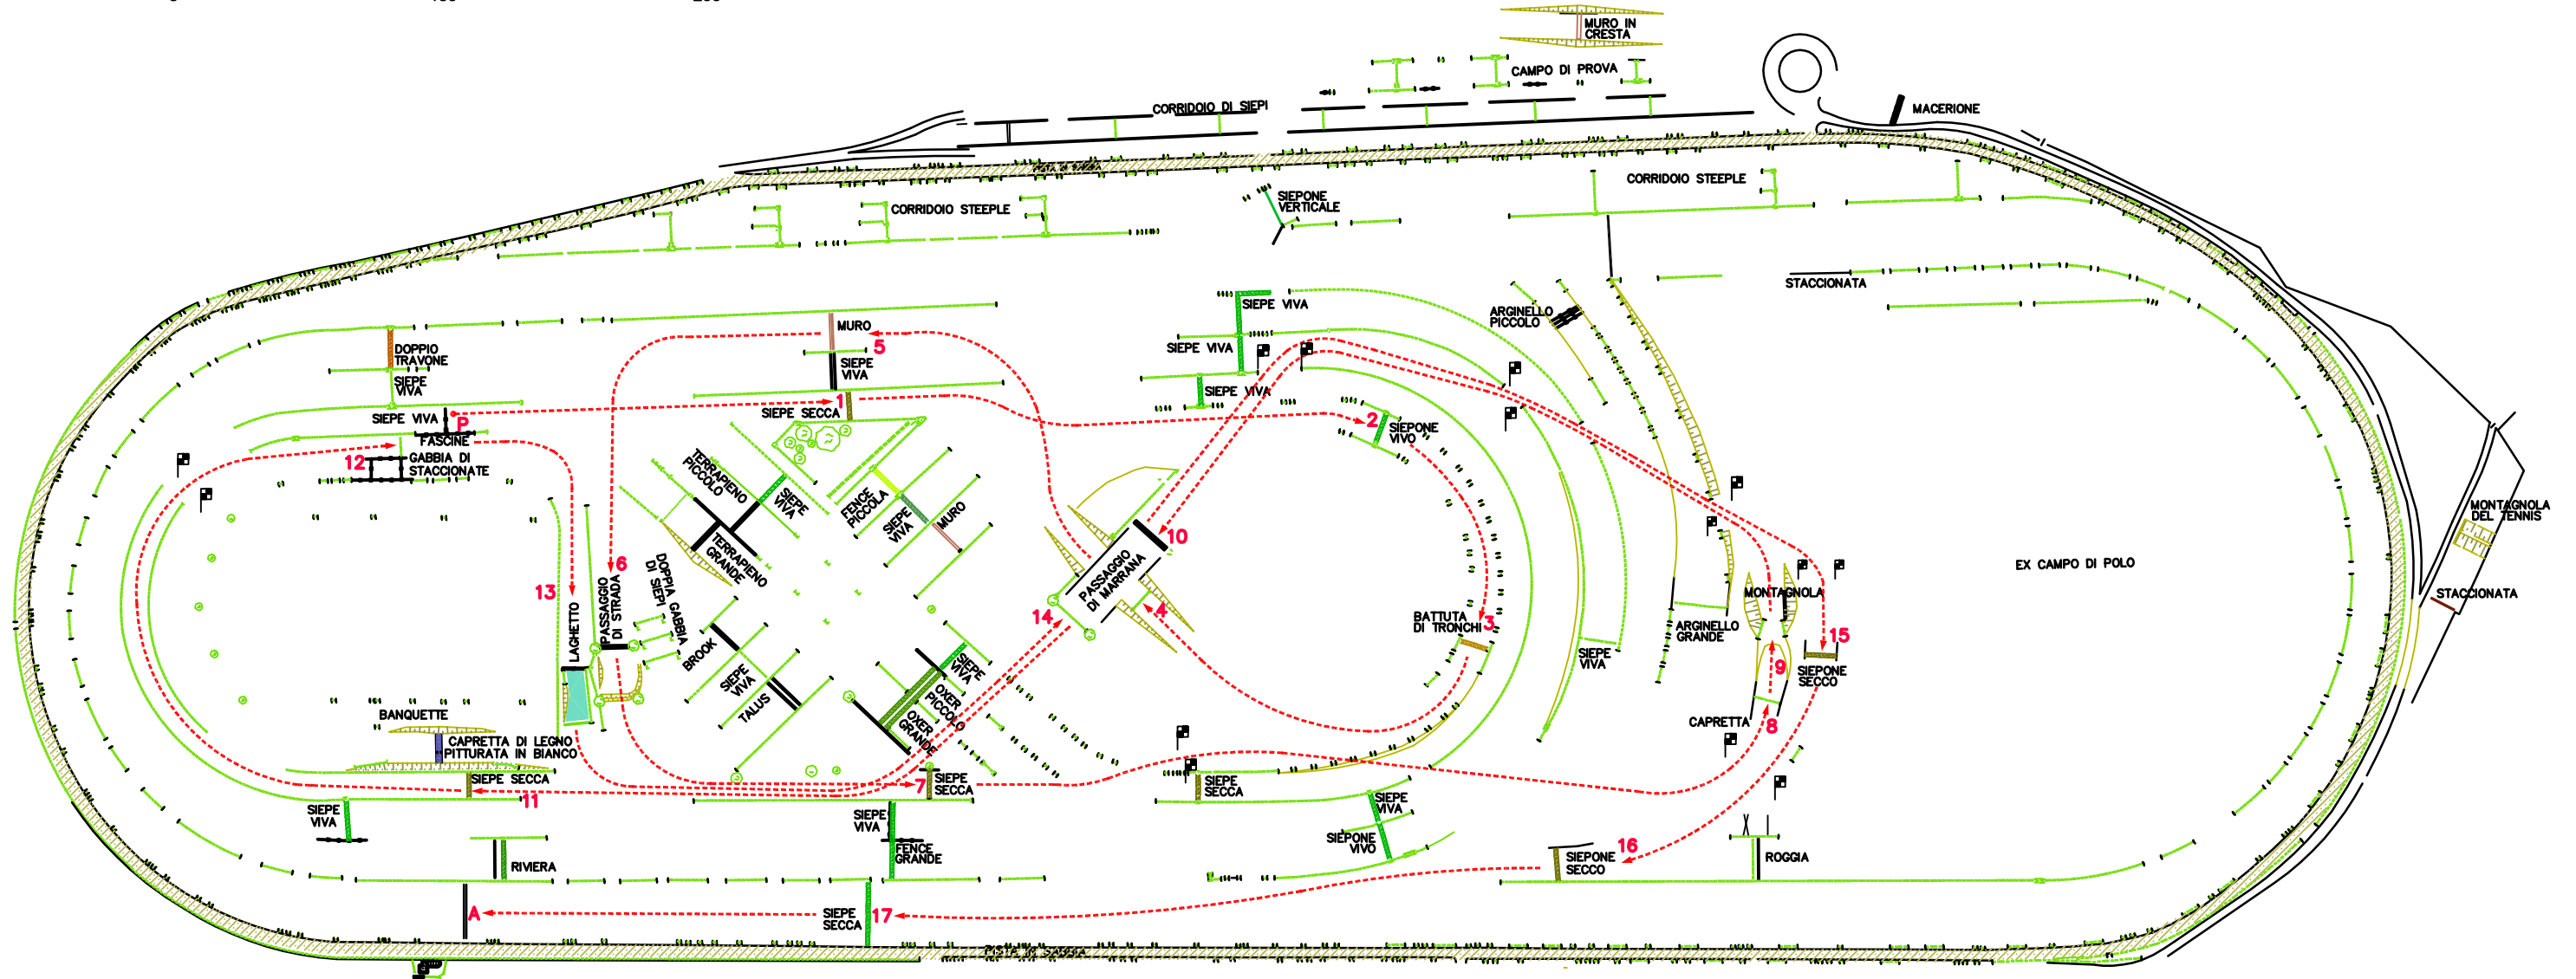 MURO IN
CRESTA
CAMPO DI PROVA
CORRIDOIO DI SIEPI
MACERIONE
CORRIDOIO STEEPLE
CORRIDOIO STEEPLE
SIEPONE
VERTICALE
STACCIONATA
SIEPE VIVA
ARGINELLO
PICCOLO
MURO
5
SIEPE VIVA
DOPPIO
TRAVONE
SIEPE
VIVA
SIEPE
VIVA
SIEPE VIVA
1
SIEPE SECCA
SIEPE VIVA
P
FASCINE
2
SIEPONE
VIVO
12
GABBIA DI
STACCIONATE
TERRAPIENO
PICCOLO
SIEPE
VIVA
FENCE
PICCOLA
SIEPE
VIVA
MURO
TERRAPIENO
GRANDE
10
PASSAGGIO
DI MARRANA
MONTAGNOLA
DEL TENNIS
EX CAMPO DI POLO
6
13
LAGHETTO
PASSAGGIO
DI STRADA
DOPPIA GABBIA
DI SIEPI
14
4
BATTUTA
DI TRONCHI
3
MONTAGNOLA
STACCIONATA
ARGINELLO
GRANDE
15
SIEPE
VIVA
9
SIEPONE
SECCO
BROOK
SIEPE
VIVA
TALUS
SIEPE
VIVA
OXER
PICCOLO
OXER
GRANDE
CAPRETTA
8
BANQUETTE
CAPRETTA DI LEGNO
PITTURATA IN BIANCO
SIEPE SECCA
11
7
SIEPE
SECCA
SIEPE
SECCA
SIEPE
VIVA
SIEPE
VIVA
SIEPE
VIVA
SIEPONE
VIVO
FENCE
GRANDE
16
SIEPONE
SECCO
ROGGIA
RIVIERA
A
SIEPE
SECCA
17